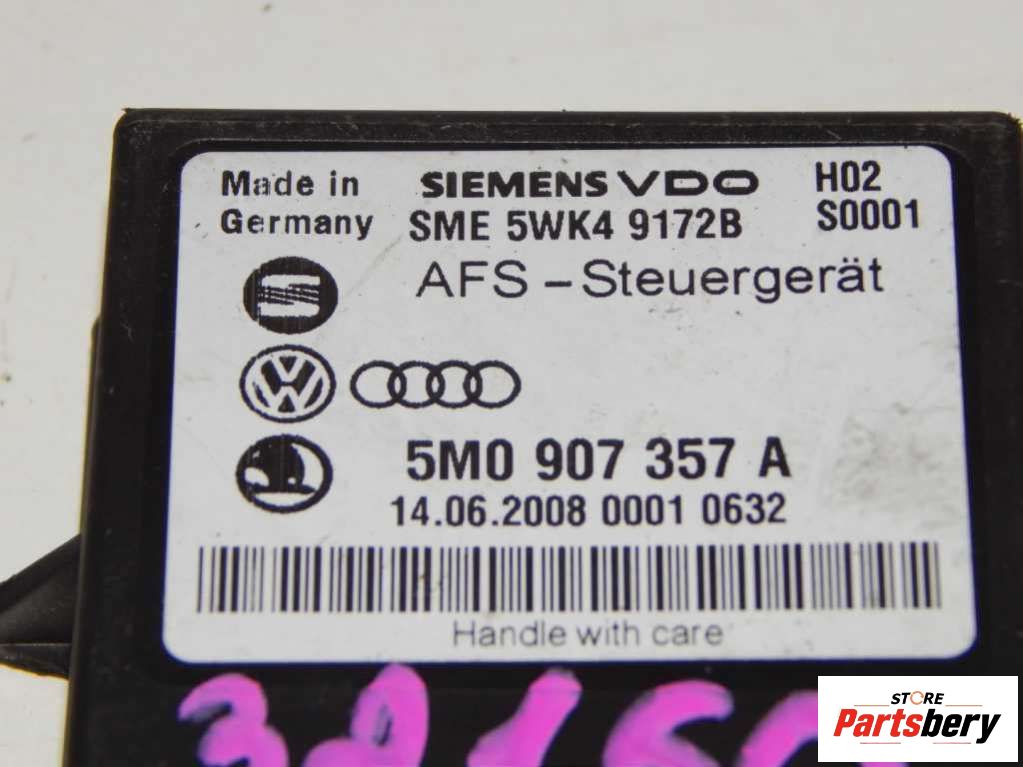 Made in SIEMENS VDO H02
Germany SME 5WK4 9172B S0001
AFS - Steuergerät
5M0 907 357 A
14.06.2008 0001 0632
Handle with care
STORE
Partsbery